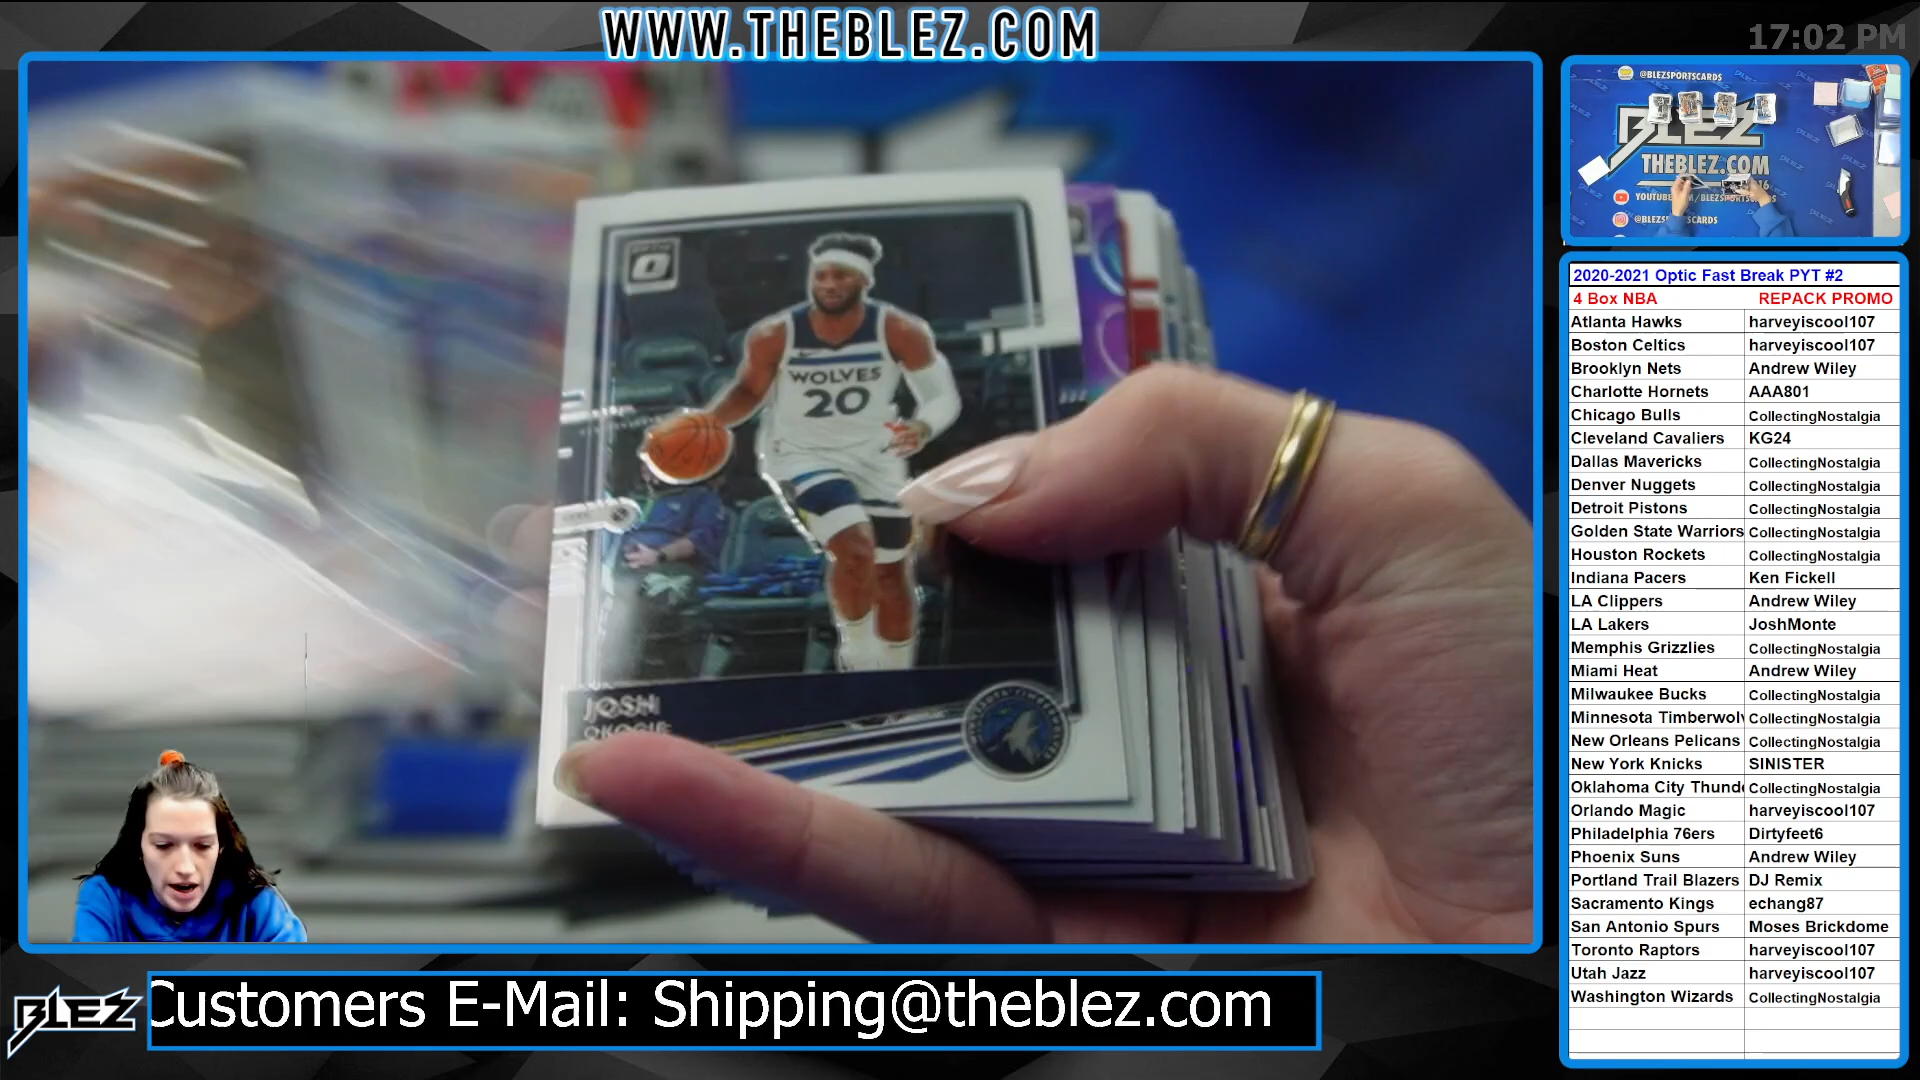 WWW.THEBLEZ.COM
17:02 PM
@BLEZSPORTSCARDS
BLEZ
THEBLEZ.COM
2020-2021 Optic Fast Break PYT #2
4 Box NBA REPACK PROMO
Atlanta Hawks harveyiscool107
Boston Celtics harveyiscool107
Brooklyn Nets Andrew Wiley
Charlotte Hornets AAA801
Chicago Bulls CollectingNostalgia
Cleveland Cavaliers KG24
Dallas Mavericks CollectingNostalgia
Denver Nuggets CollectingNostalgia
Detroit Pistons CollectingNostalgia
Golden State Warriors CollectingNostalgia
Houston Rockets CollectingNostalgia
Indiana Pacers Ken Fickell
LA Clippers Andrew Wiley
LA Lakers JoshMonte
Memphis Grizzlies CollectingNostalgia
Miami Heat Andrew Wiley
Milwaukee Bucks CollectingNostalgia
Minnesota Timberwolv CollectingNostalgia
New Orleans Pelicans CollectingNostalgia
New York Knicks SINISTER
Oklahoma City Thunde CollectingNostalgia
Orlando Magic harveyiscool107
Philadelphia 76ers Dirtyfeet6
Phoenix Suns Andrew Wiley
Portland Trail Blazers DJ Remix
Sacramento Kings echang87
San Antonio Spurs Moses Brickdome
Toronto Raptors harveyiscool107
Utah Jazz harveyiscool107
Washington Wizards CollectingNostalgia
WOLVES
20
JOSH
OKOGIE
BLEZ
Customers E-Mail: Shipping@theblez.com